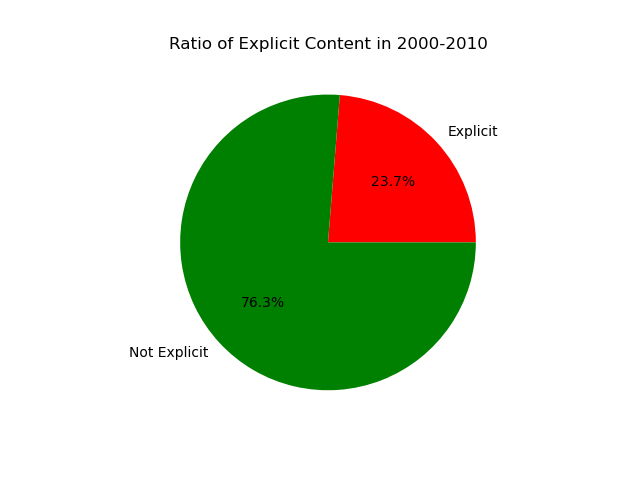 Ratio of Explicit Content in 2000-2010
Explicit
23.7%
76.3%
Not Explicit